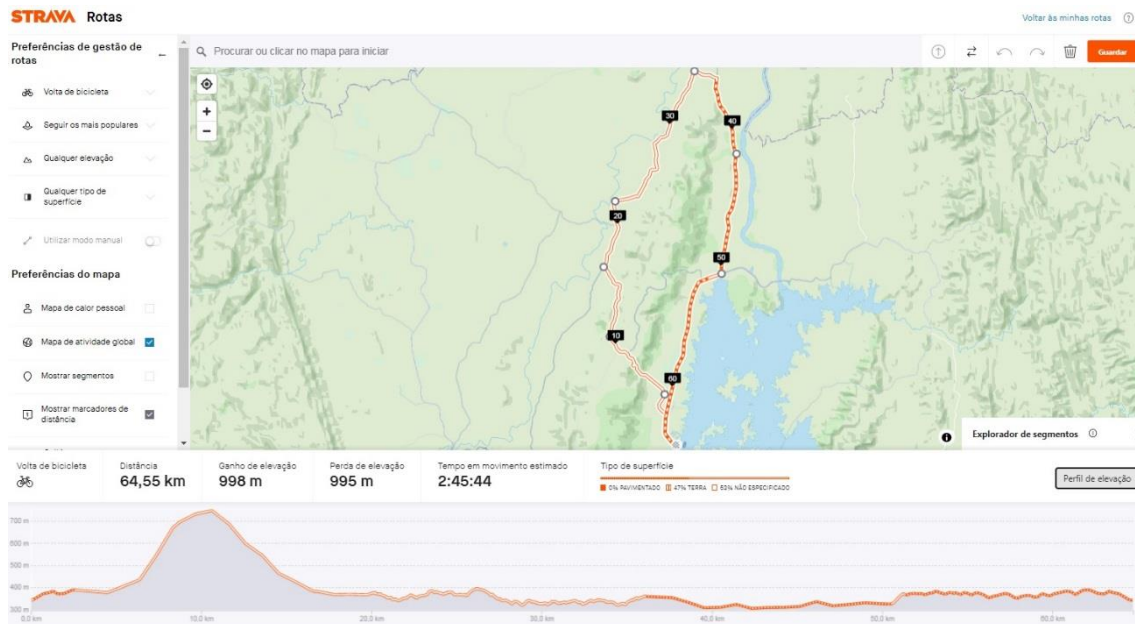 STRAVA Rotas
Voltar às minhas rotas
Preferências de gestão de
rotas
Procurar ou clicar no mapa para iniciar
Guardar
Volta de bicicleta
Seguir os mais populares
Qualquer elevação
Qualquer tipo de
superfície
Utilizar modo manual
Preferências do mapa
Mapa de calor pessoal
Mapa de atividade global
Mostrar segmentos
Mostrar marcadores de
distância
30
40
20
50
10
60
Explorador de segmentos
Volta de bicicleta
Distância
64,55 km
Ganho de elevação
998 m
Perda de elevação
995 m
Tempo em movimento estimado
2:45:44
Tipo de superfície
0% PAVIMENTADO 47% TERRA 53% NÃO ESPECIFICADO
Perfil de elevação
700 m
600 m
500 m
400 m
300 m
0,0 km 10,0 km 20,0 km 30,0 km 40,0 km 50,0 km 60,0 km